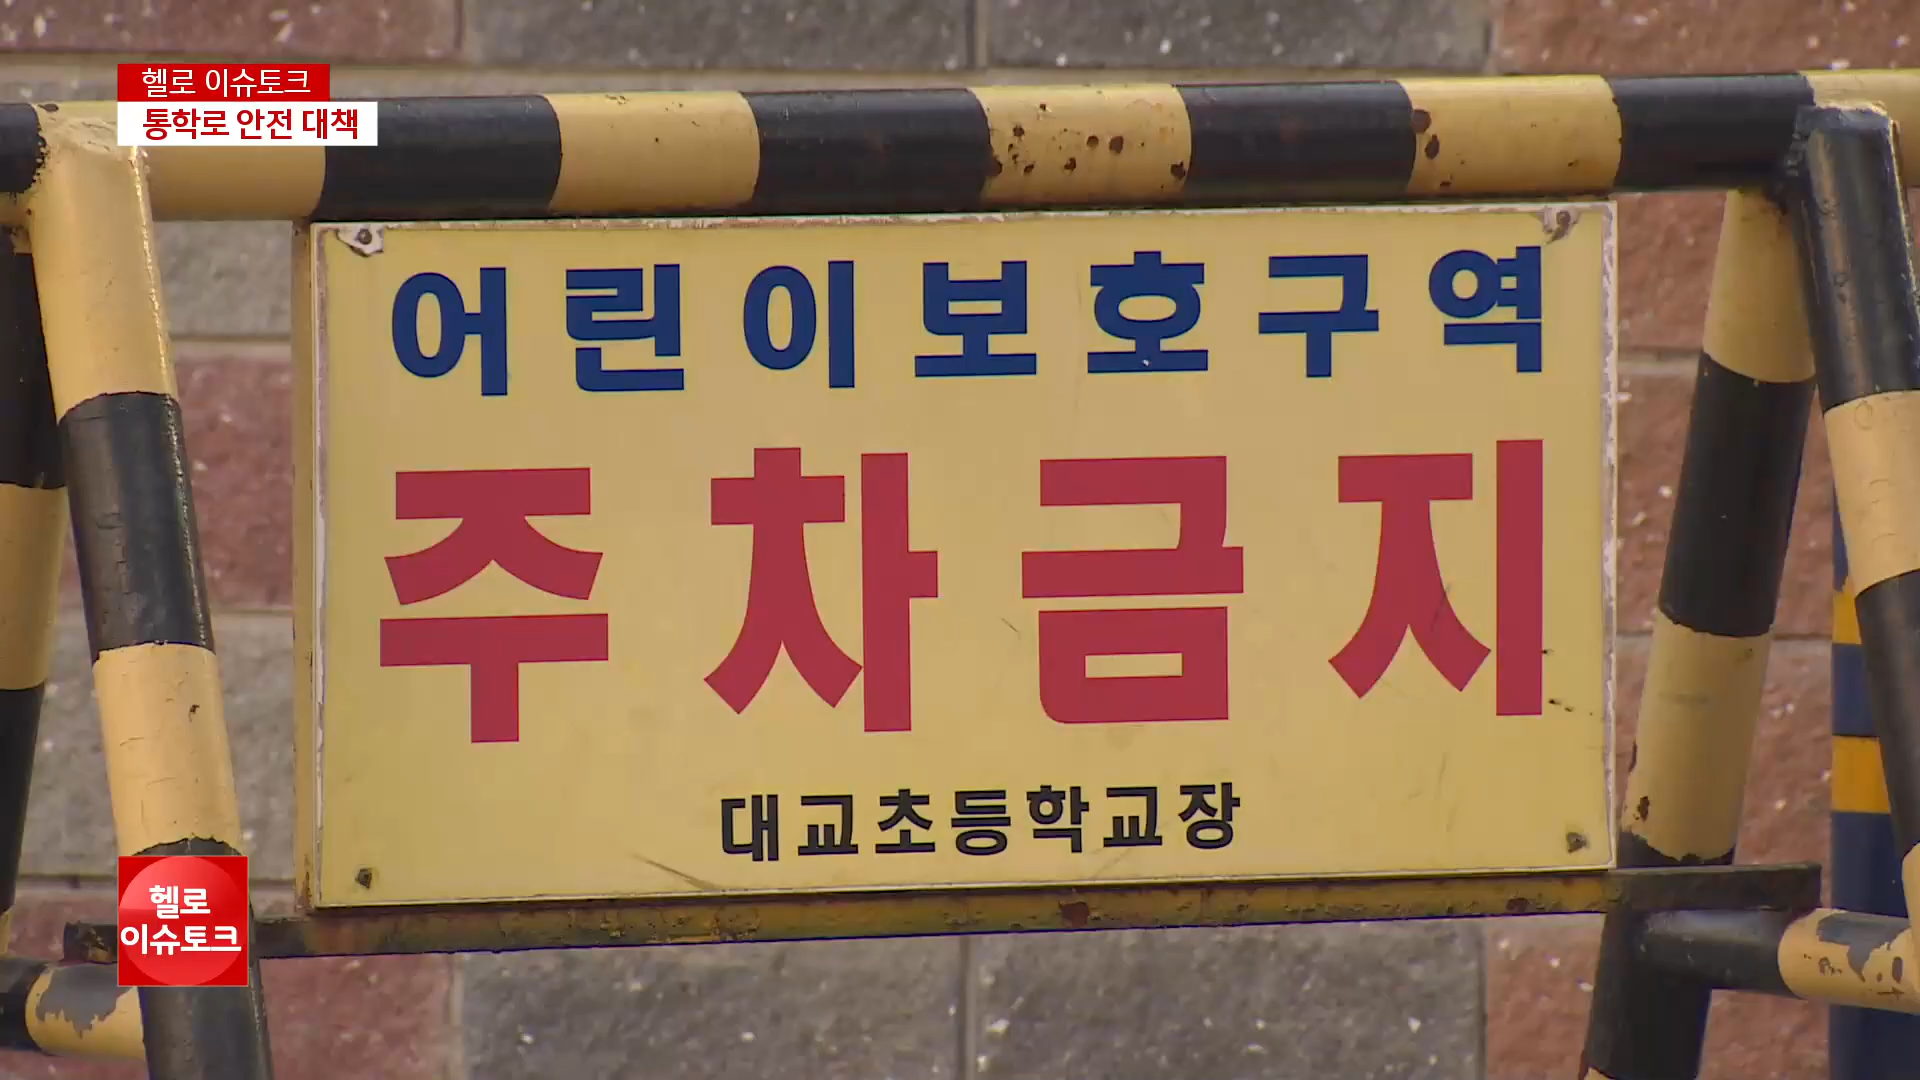 헬로 이슈토크
통학로 안전 대책
어린이보호구역
주차금지
대교초등학교장
헬로
이슈토크